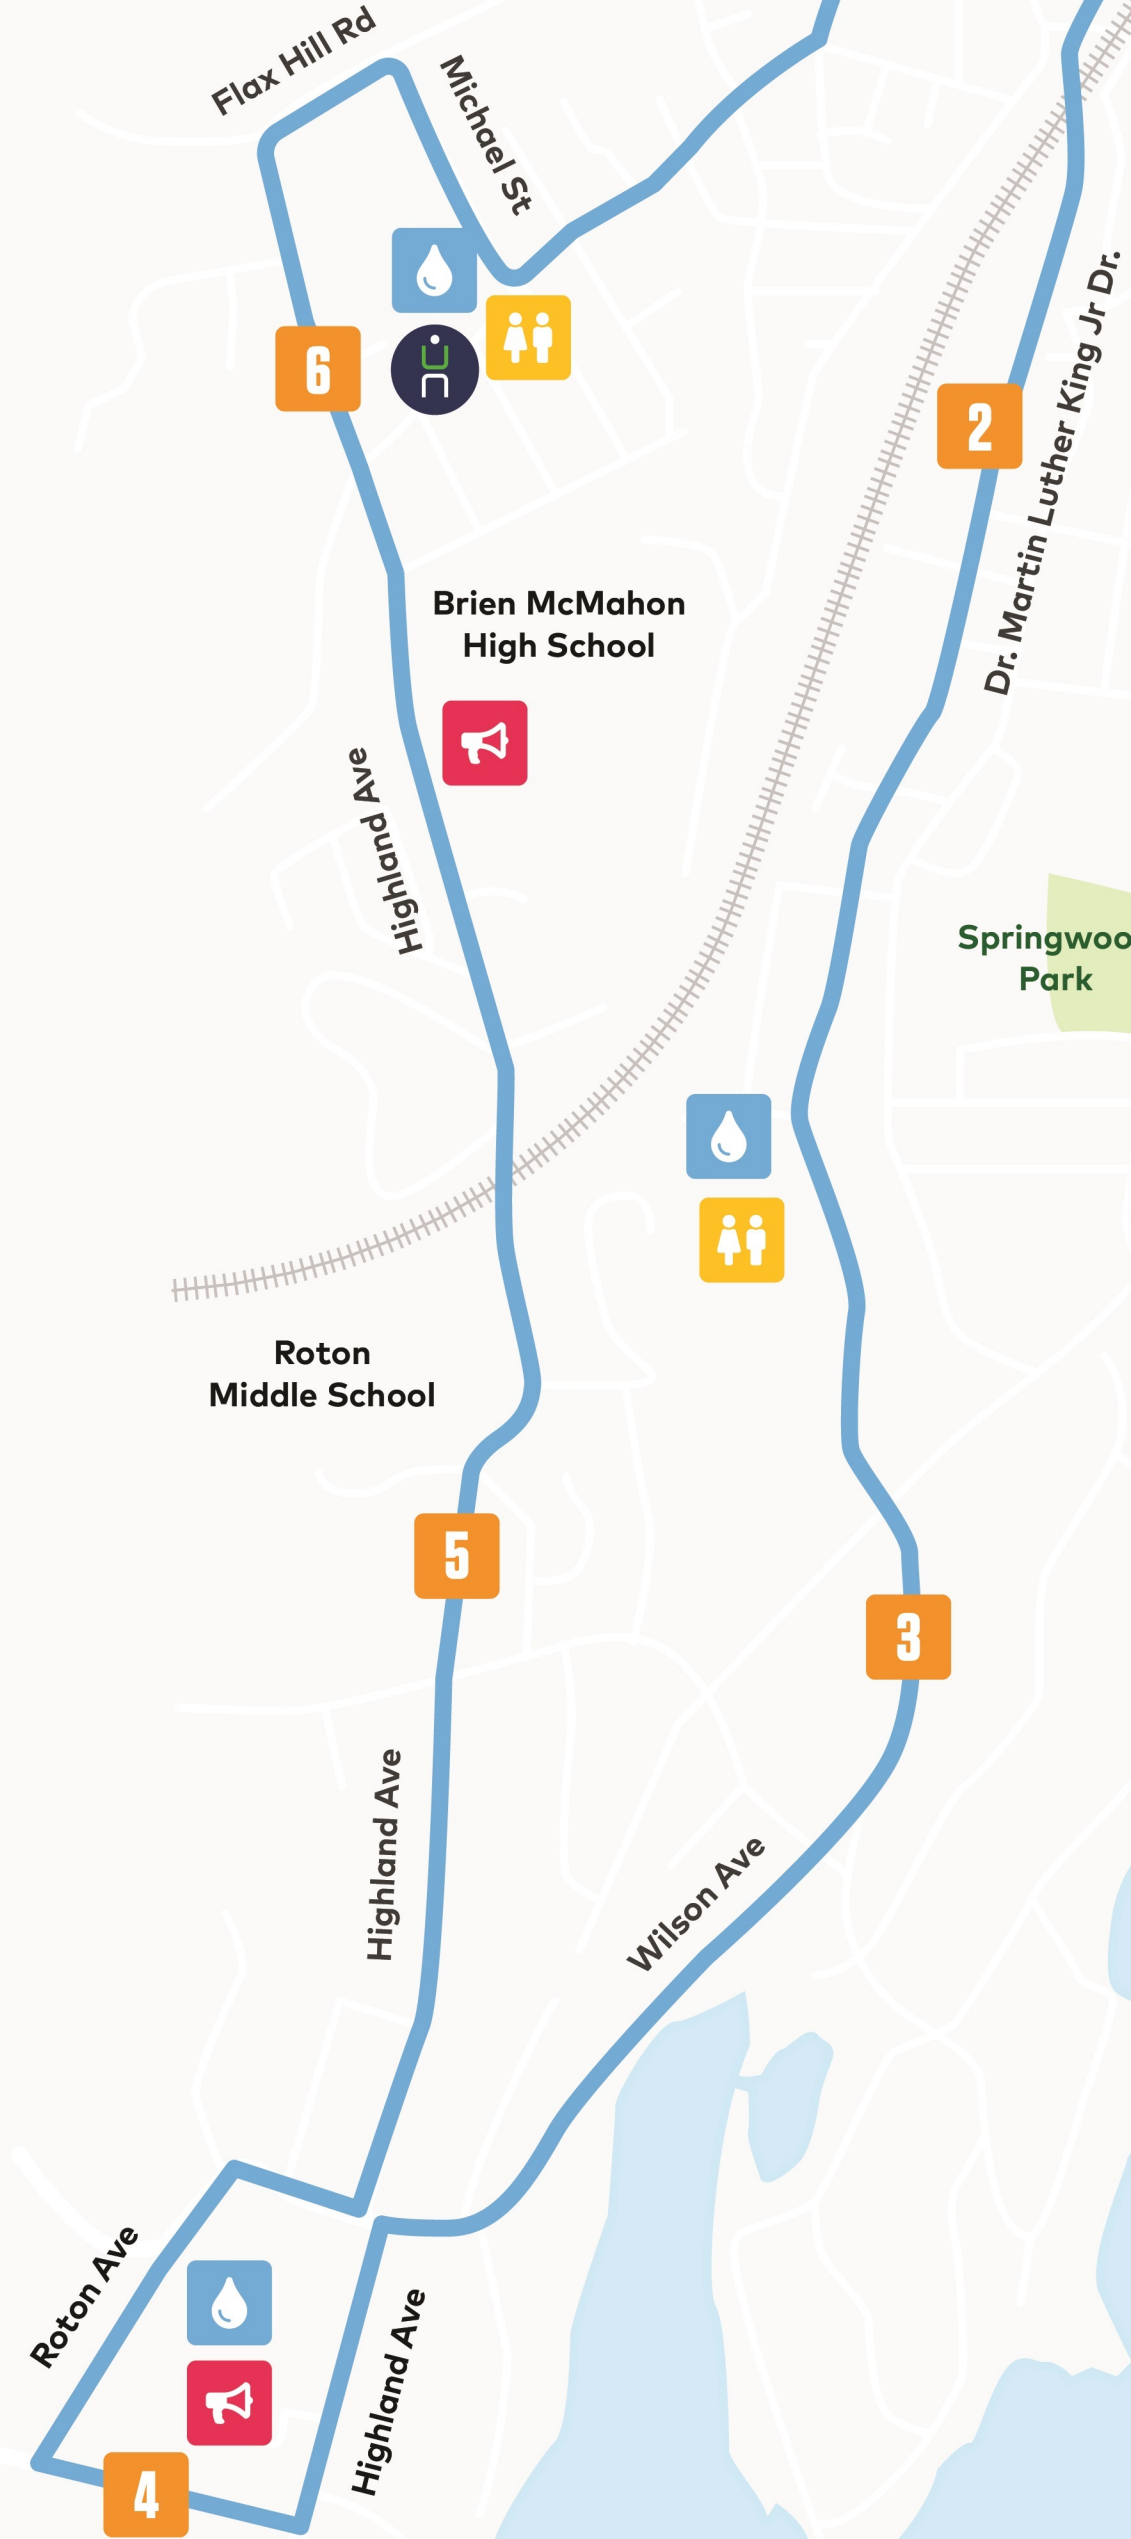 Flax Hill Rd
Michael St
6
2
Dr. Martin Luther King Jr Dr.
Brien McMahon
High School
Highland Ave
Springwoo
Park
Roton
Middle School
5
3
Highland Ave
Wilson Ave
Roton Ave
Highland Ave
4